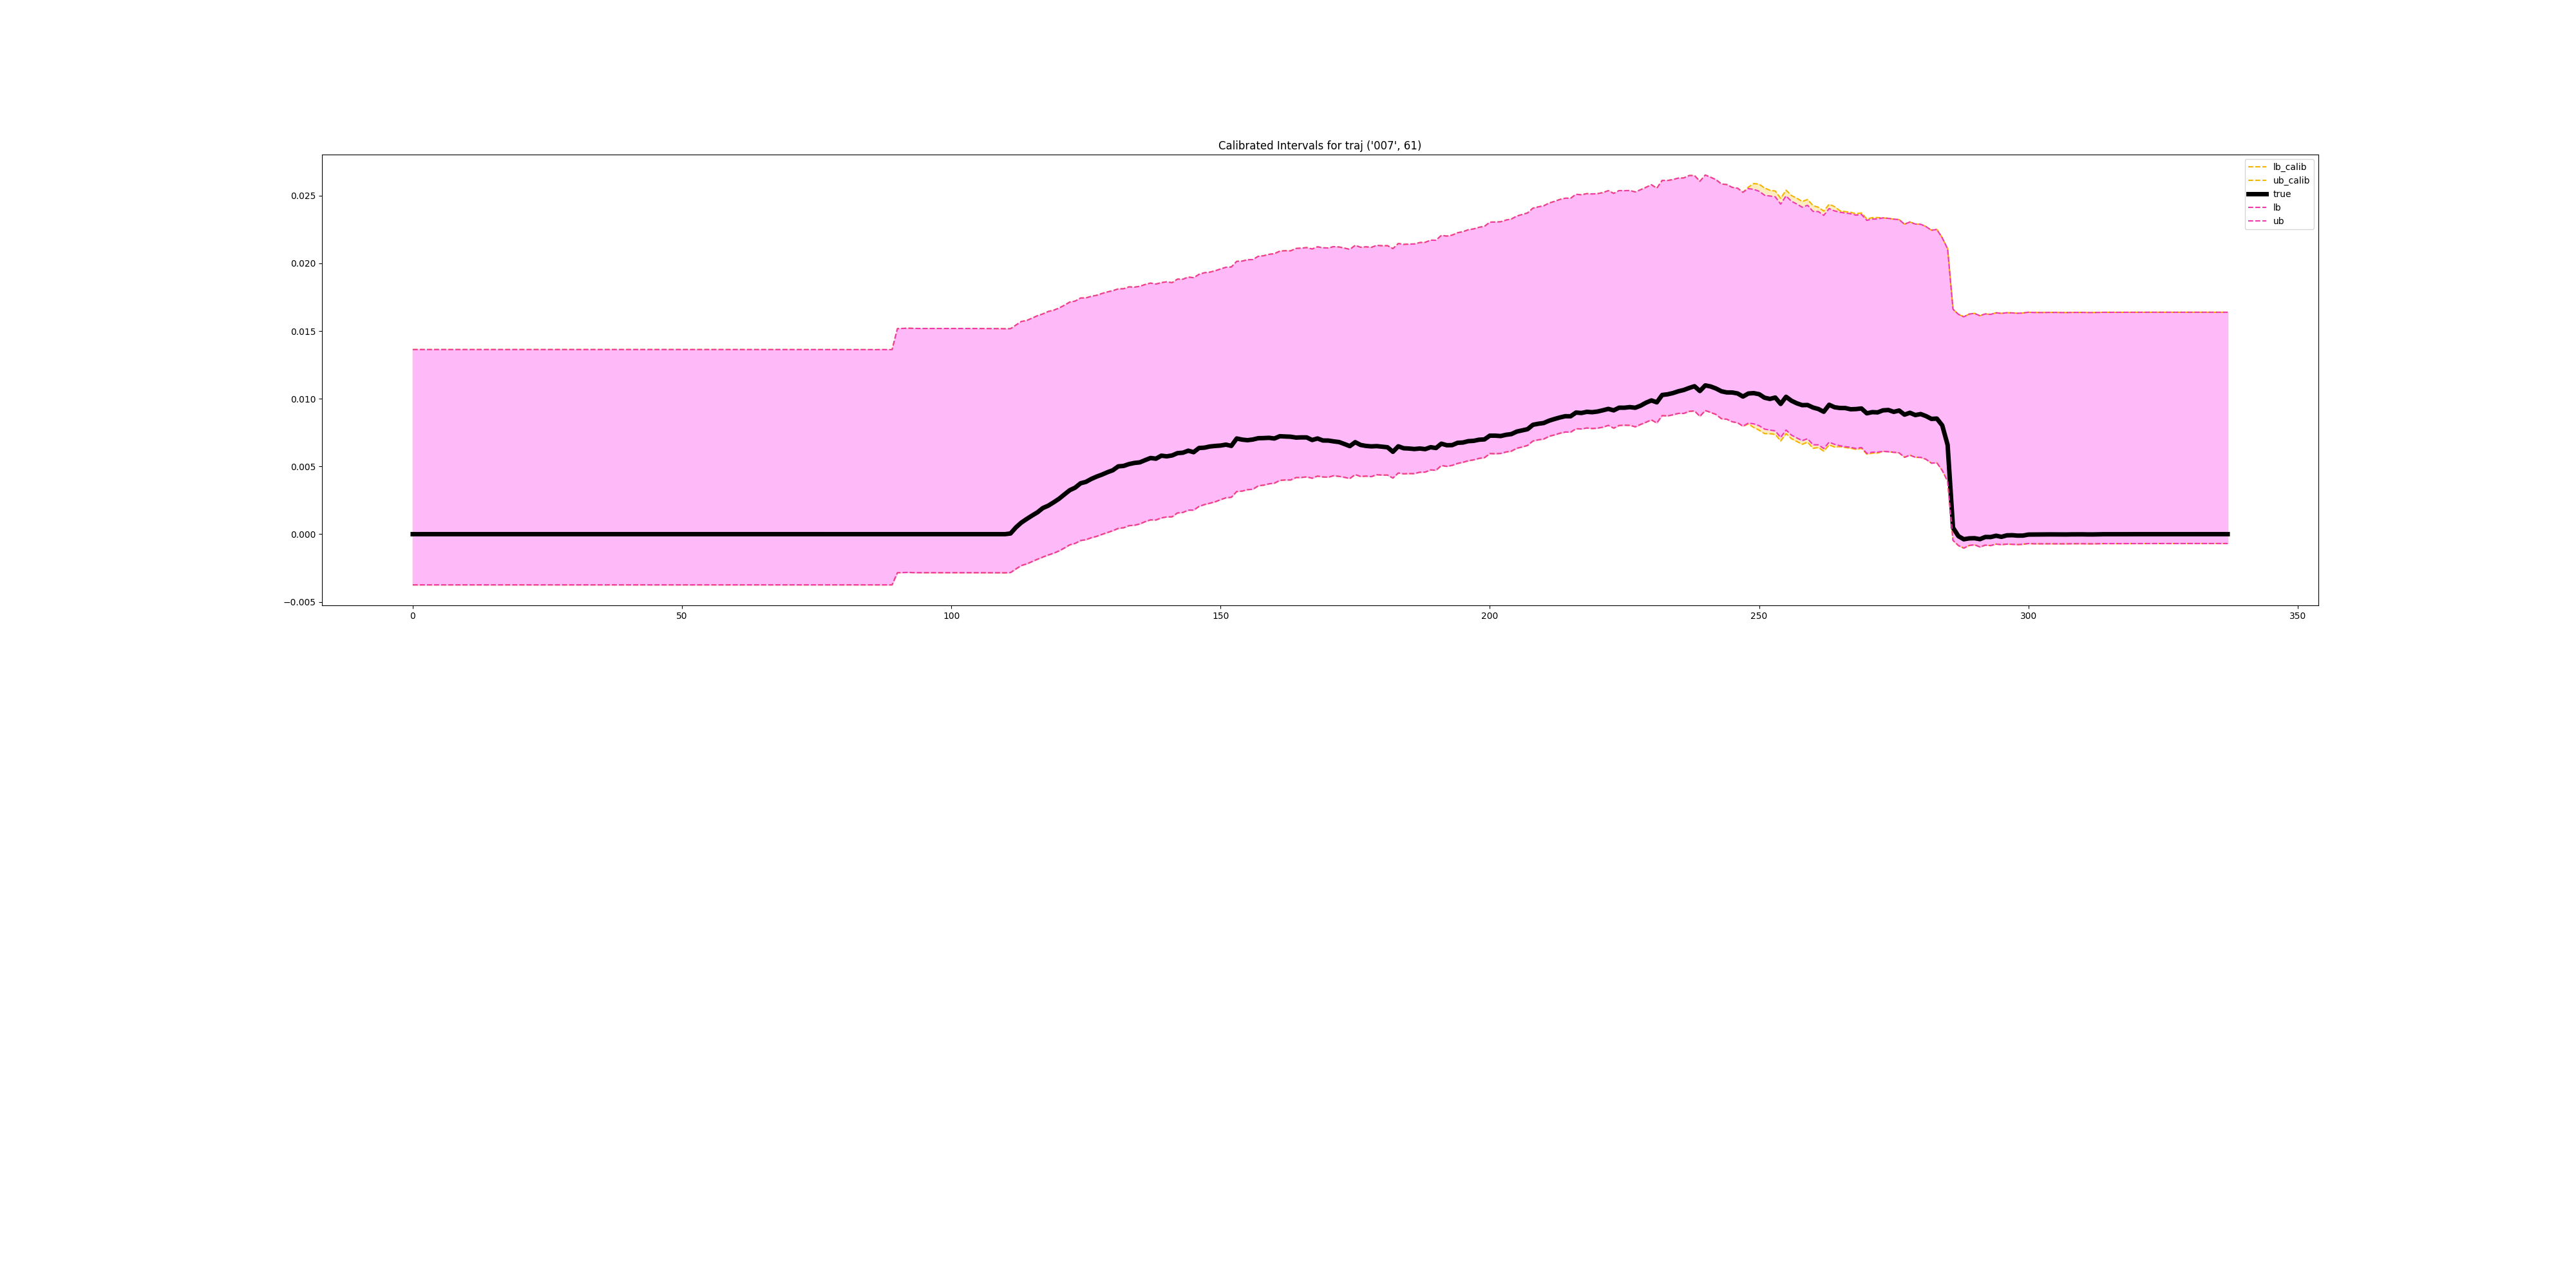 Calibrated Intervals for traj ('007', 61)
lb_calib
ub_calib
true
lb
ub
0.025
0.020
0.015
0.010
0.005
0.000
−0.005
0 50 100 150 200 250 300 350